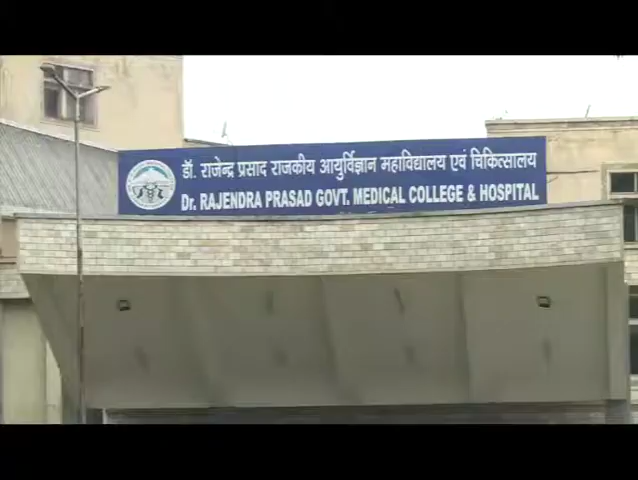 डॉ. राजेन्द्र प्रसाद राजकीय आयुर्विज्ञान महाविद्यालय एवं चिकित्सालय
Dr. RAJENDRA PRASAD GOVT. MEDICAL COLLEGE & HOSPITAL